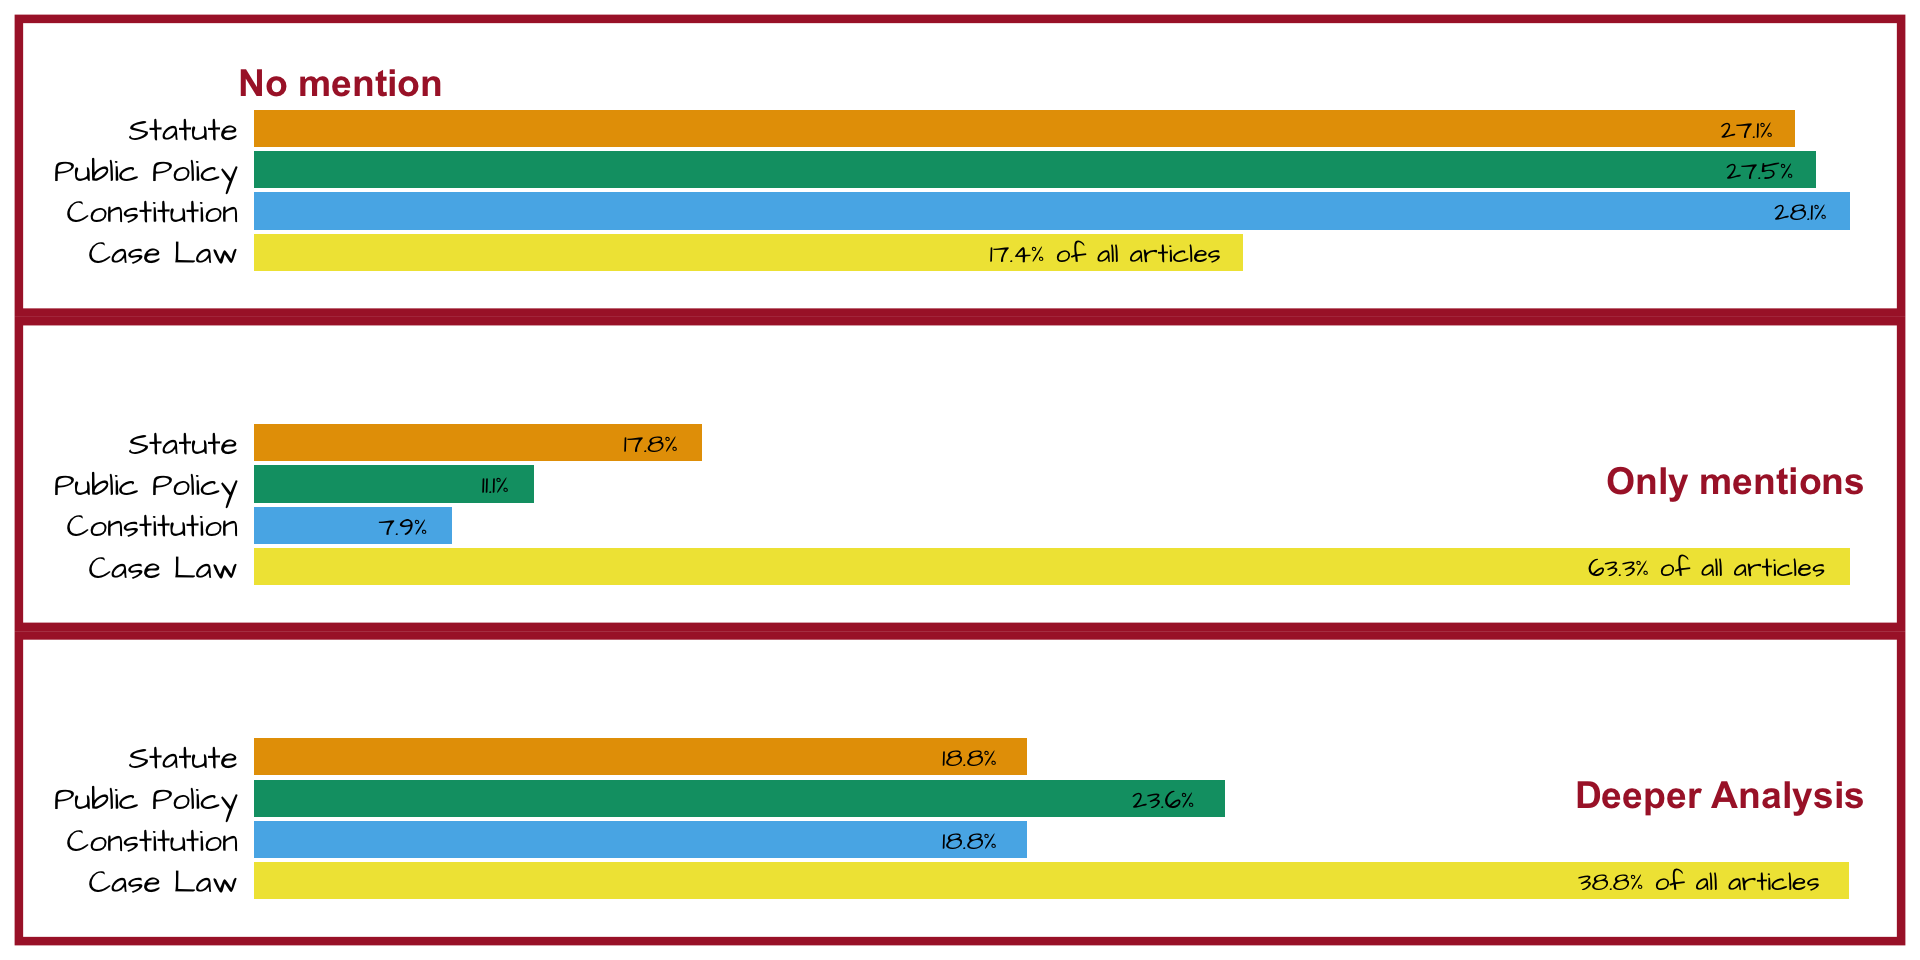 No mention
Statute 27.1%
Public Policy 27.5%
Constitution 28.1%
Case Law 17.4% of all articles
Statute 17.8%
Public Policy 11.1%
Only mentions
Constitution 7.9%
Case Law 63.3% of all articles
Statute 18.8%
Public Policy 23.6%
Deeper Analysis
Constitution 18.8%
Case Law 38.8% of all articles